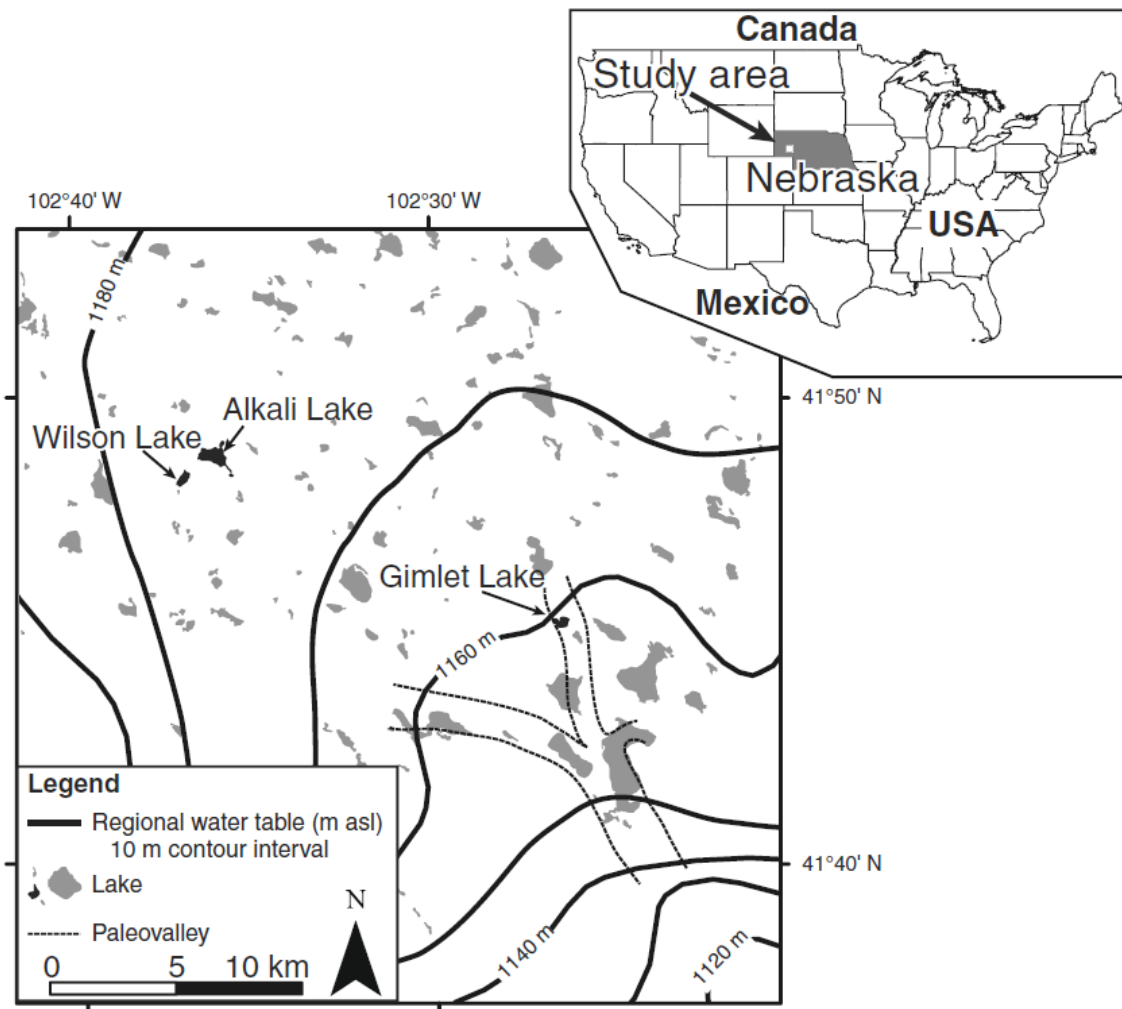 Canada
Study area
Nebraska
USA
Mexico
102°40' W
102°30' W
1180 m
41°50' N
Alkali Lake
Wilson Lake
Gimlet Lake
1160 m
Legend
Regional water table (m asl)
10 m contour interval
Lake
Paleovalley
N
0 5 10 km
41°40' N
1140 m
1120 m